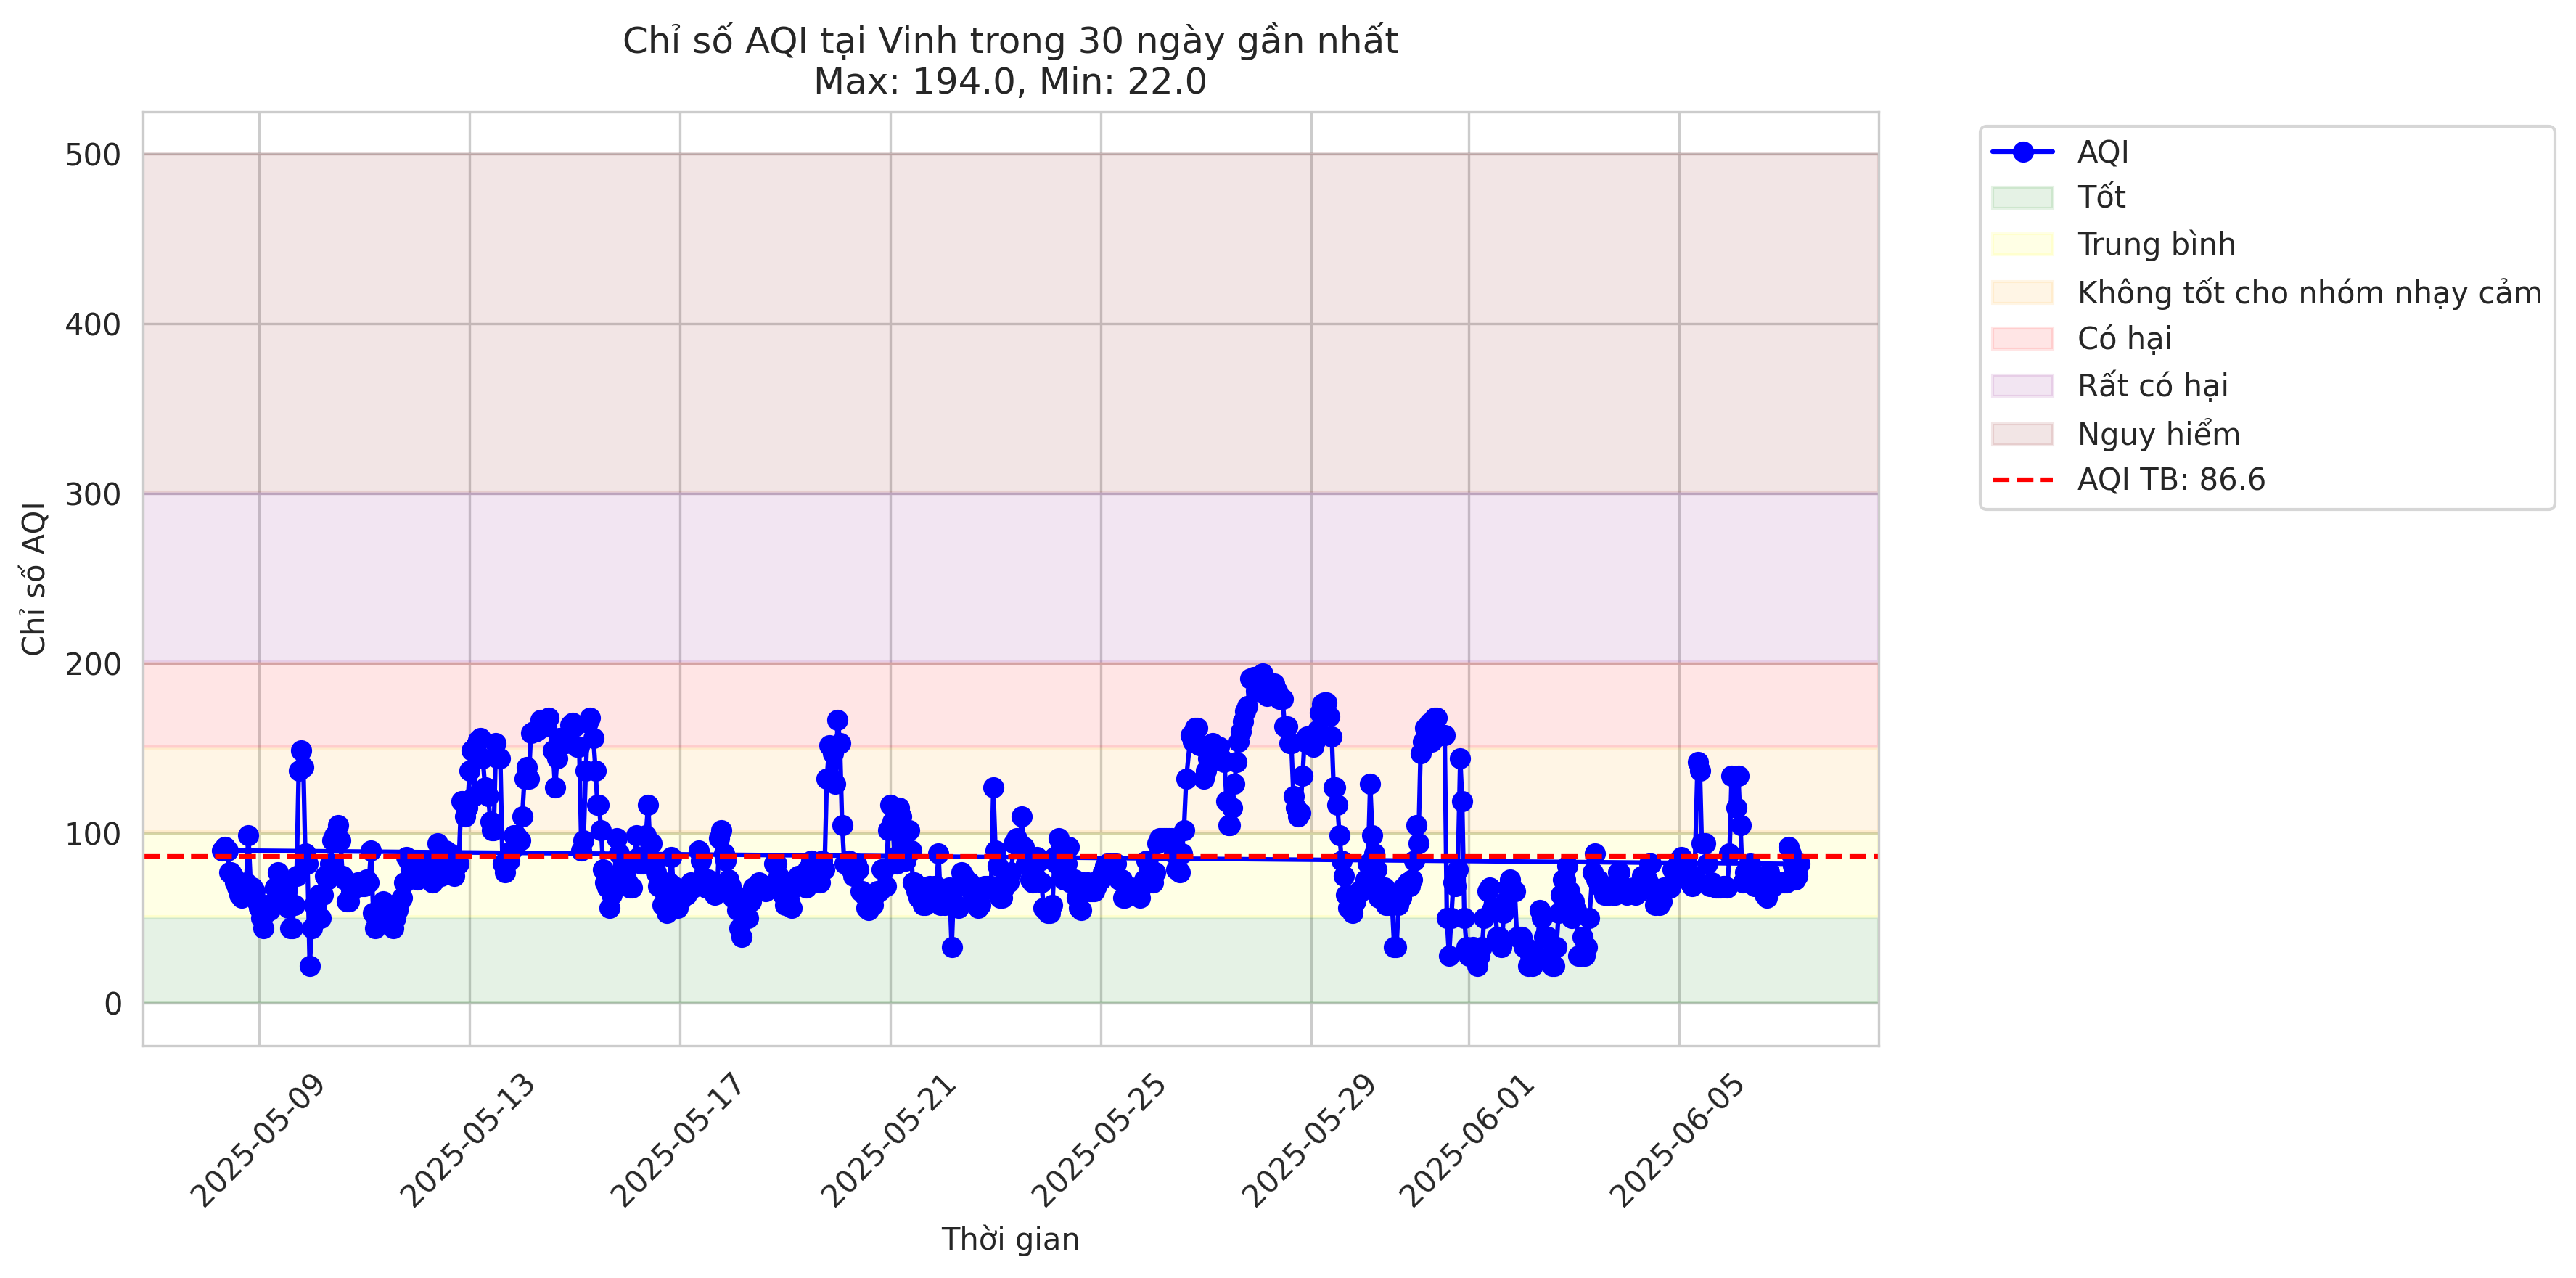 Chỉ số AQI tại Vinh trong 30 ngày gần nhất
Max: 194.0, Min: 22.0
Chỉ số AQI
500
400
300
200
100
0
2025-05-09
2025-05-13
2025-05-17
2025-05-21
2025-05-25
2025-05-29
2025-06-01
2025-06-05
Thời gian
AQI
Tốt
Trung bình
Không tốt cho nhóm nhạy cảm
Có hại
Rất có hại
Nguy hiểm
AQI TB: 86.6